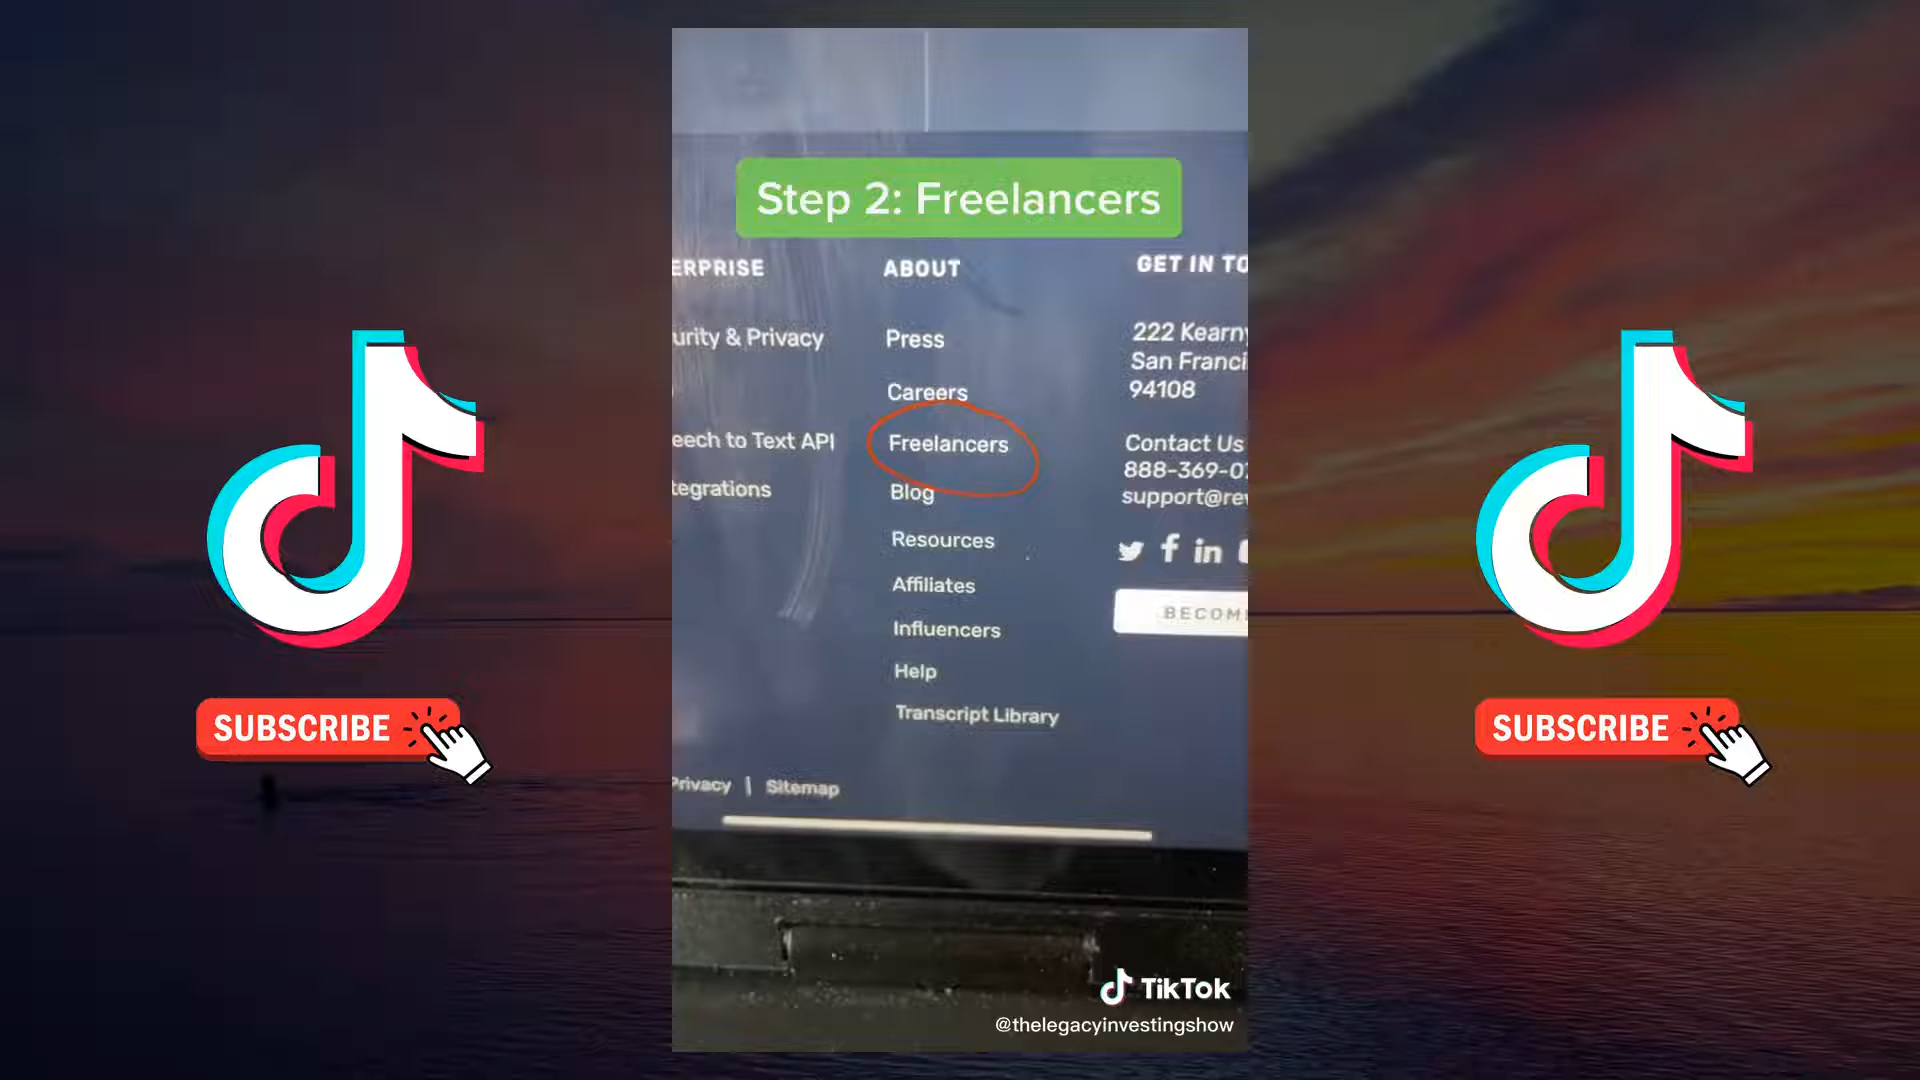 Step 2: Freelancers
ERPRISE
urity & Privacy
eech to Text API
tegrations
ABOUT
Press
Careers
Freelancers
Blog
Resources
Affiliates
Influencers
Help
Transcript Library
GET IN TO
222 Kearny
San Franci
94108
Contact Us
888-369-07
support@rev
BECOM
Privacy | Sitemap
SUBSCRIBE
SUBSCRIBE
TikTok
@thelegacyinvestingshow